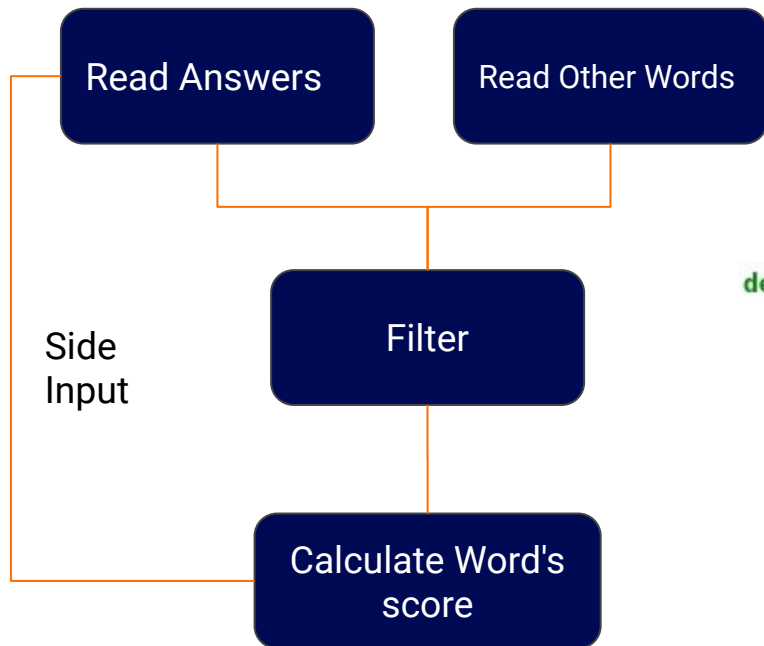 Read Answers
Read Other Words
Filter
Side
Input
Calculate Word's
score